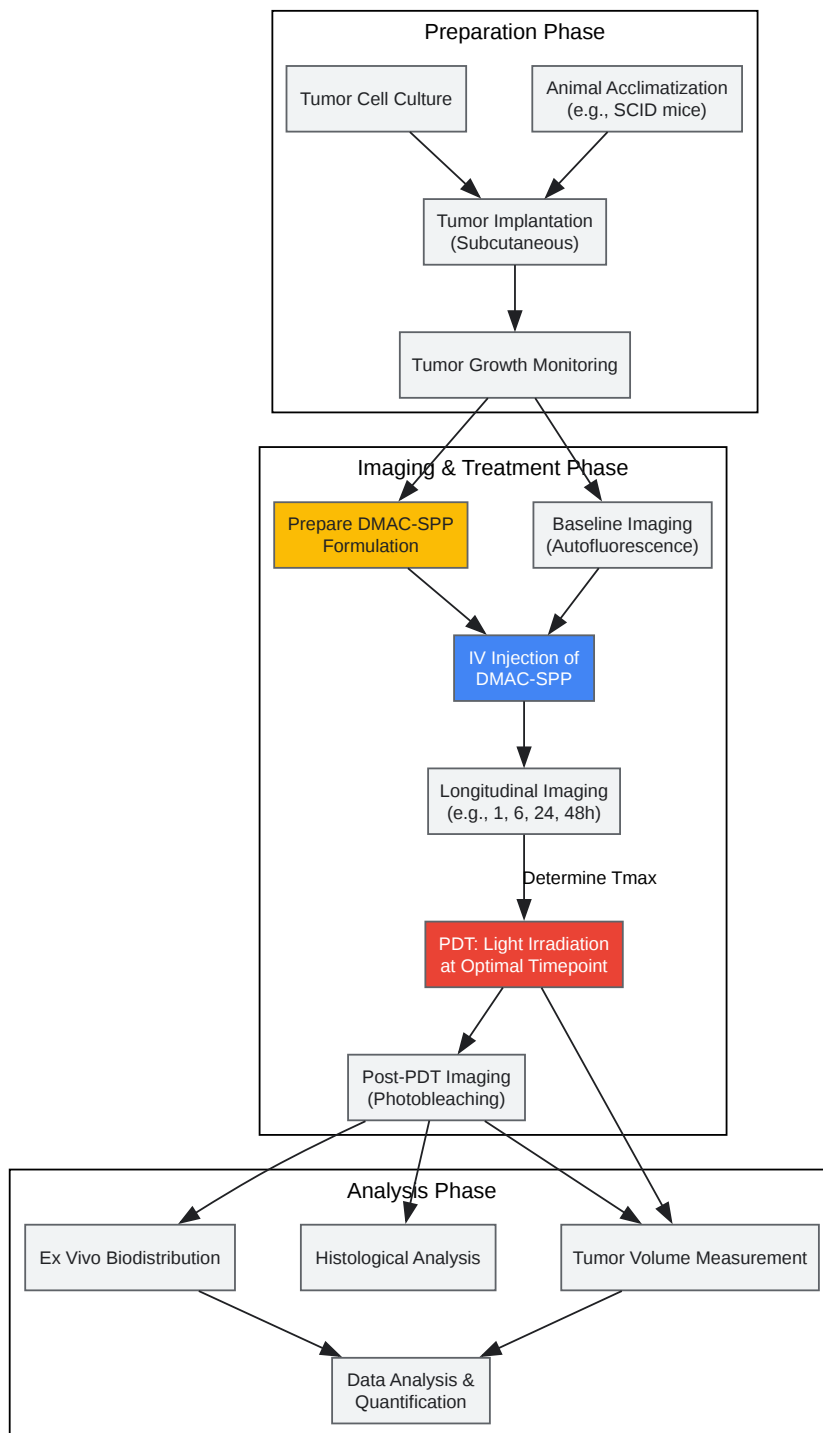 Preparation Phase
Tumor Cell Culture
Animal Acclimatization
(e.g., SCID mice)
Tumor Implantation
(Subcutaneous)
Tumor Growth Monitoring
Imaging & Treatment Phase
Prepare DMAC-SPP
Formulation
Baseline Imaging
(Autofluorescence)
IV Injection of
DMAC-SPP
Longitudinal Imaging
(e.g., 1, 6, 24, 48h)
Determine Tmax
PDT: Light Irradiation
at Optimal Timepoint
Post-PDT Imaging
(Photobleaching)
Analysis Phase
Ex Vivo Biodistribution
Histological Analysis
Tumor Volume Measurement
Data Analysis &
Quantification